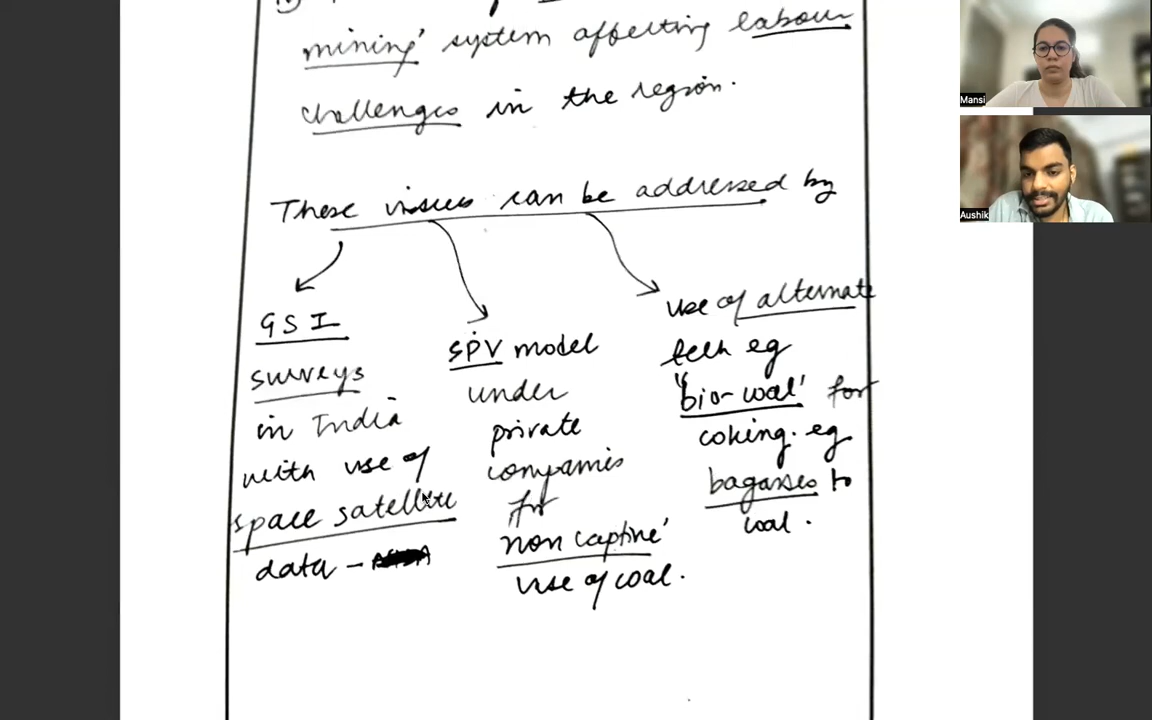 mining' system affecting labour
challenges in the region.
These issues can be addressed by
GSI
surveys
in India
with use of
space satellite
data -
SPV model
under
private
companies
for
non captive'
use of coal.
use of alternate
tech eg
"bio-coal' for
coking. eg
bagasses to
coal.
Mansi
Aushik